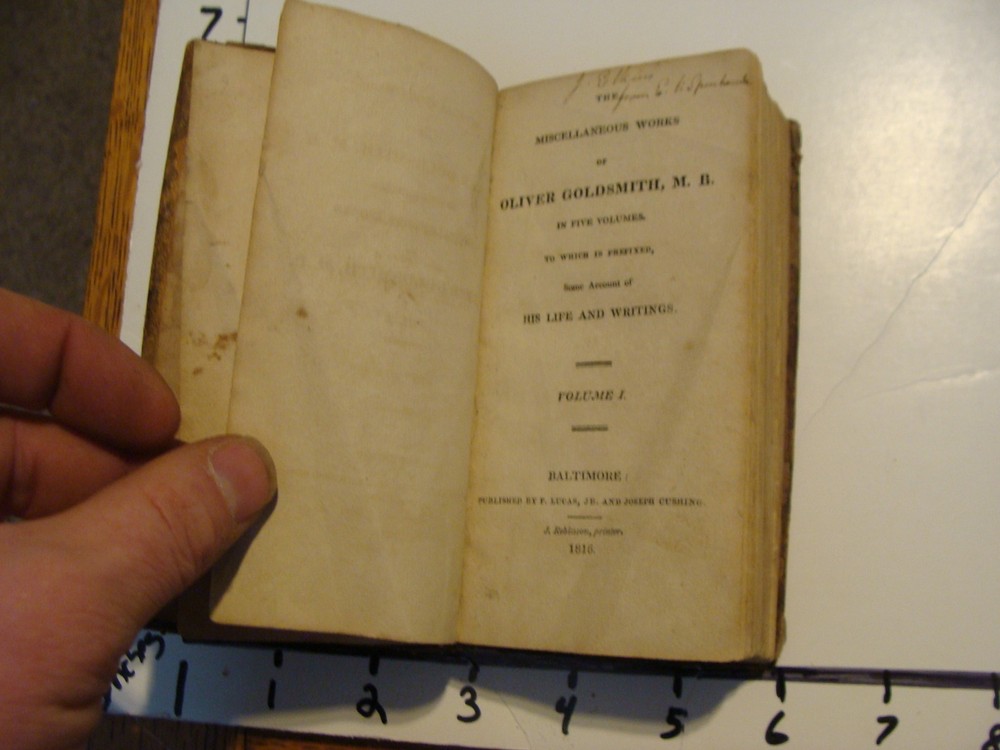 7
THE
MISCELLANEOUS WORKS
OF
OLIVER GOLDSMITH, M. B.
IN FIVE VOLUMES.
TO WHICH IS PREFIXED,
Some Account of
HIS LIFE AND WRITINGS.
VOLUME I.
BALTIMORE:
PUBLISHED BY F. LUCAS, JR. AND JOSEPH CUSHING.
J. Robinson, printer.
1816.
1 2 3 4 5 6 7 8